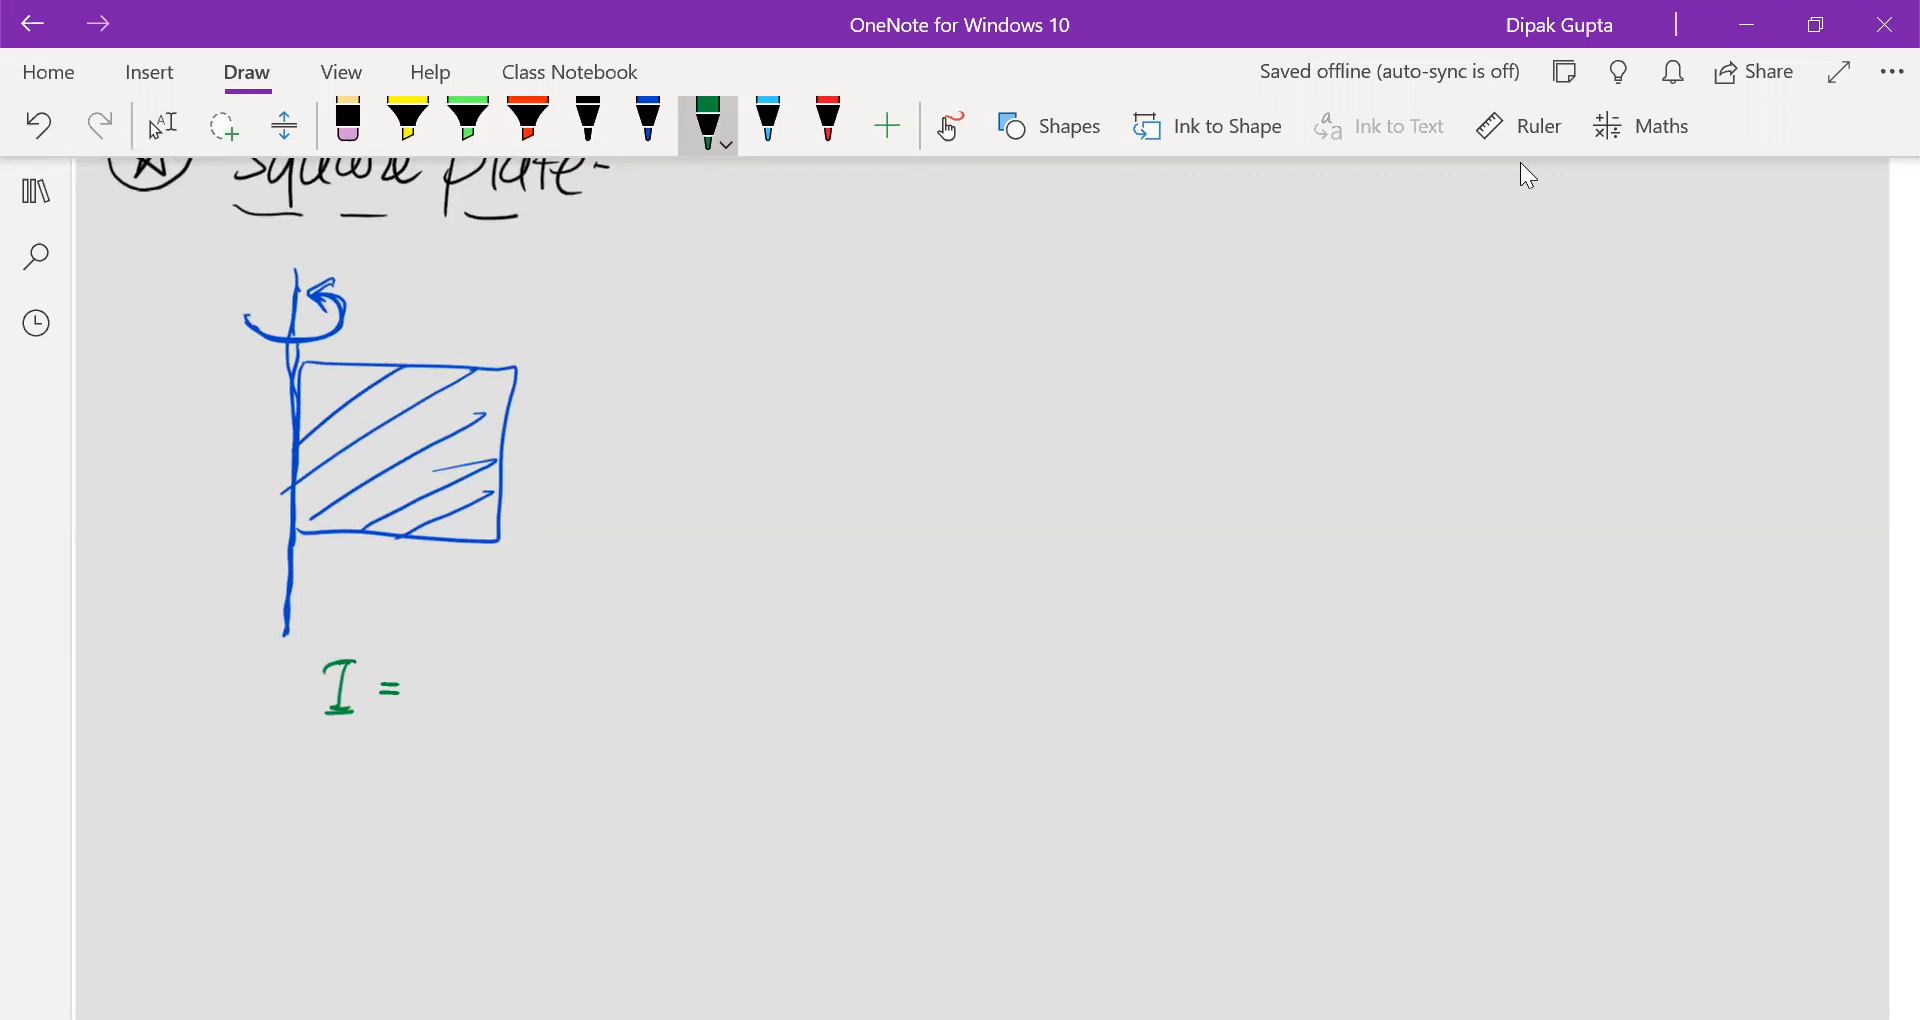 OneNote for Windows 10
Dipak Gupta
Home Insert Draw View Help Class Notebook
Saved offline (auto-sync is off) Share
Shapes Ink to Shape Ink to Text Ruler Maths
Square plate-
I =